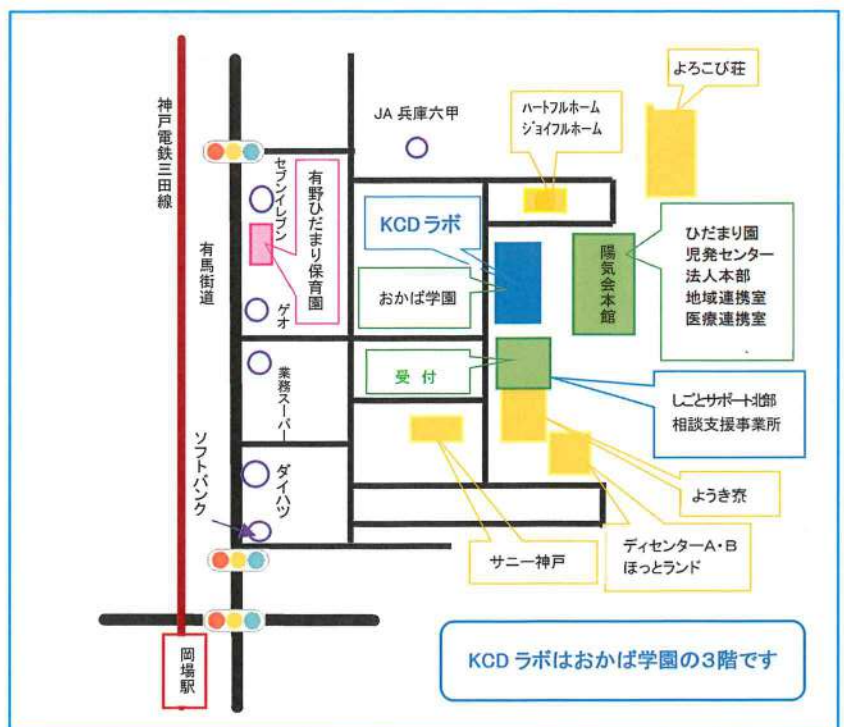 よろこび荘
ハートフルホーム
ジョイフルホーム
JA 兵庫六甲
神戸電鉄三田線
有馬街道
セブンイレブン
有野ひだまり保育園
ゲオ
KCD ラボ
おかば学園
陽気会本館
ひだまり園
児発センター
法人本部
地域連携室
医療連携室
受付
業務スーパー
しごとサポート北部
相談支援事業所
ソフトバンク
ダイハツ
ようき寮
サニー神戸
ディセンターA・B
ほっとランド
岡場駅
KCD ラボはおかば学園の3階です